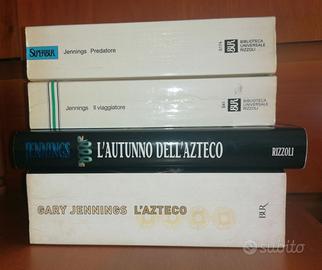 SUPERBUR
Jennings Predatore
BUR
BIBLIOTECA
UNIVERSALE
RIZZOLI
Jennings Il viaggiatore
BUR
BIBLIOTECA
UNIVERSALE
RIZZOLI
JENNINGS L'AUTUNNO DELL'AZTECO RIZZOLI
GARY JENNINGS L'AZTECO BUR
subito